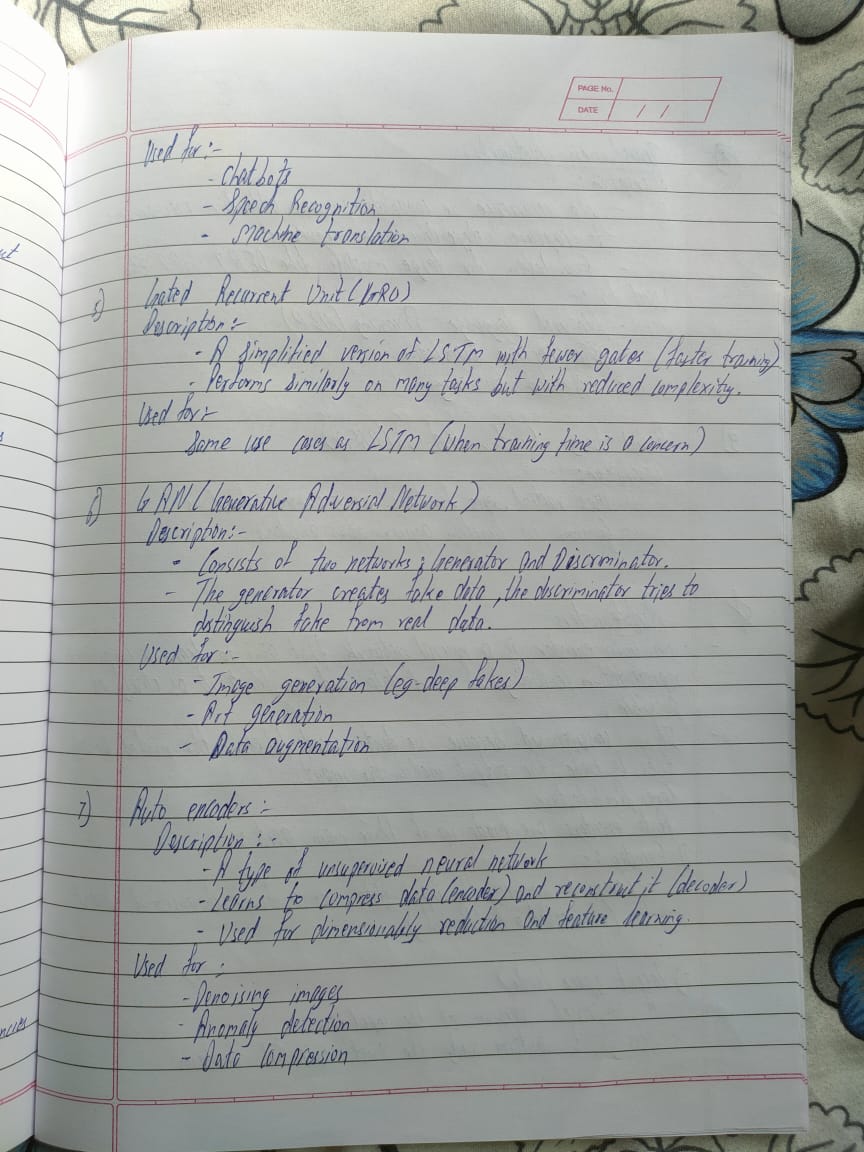 PAGE No.
DATE / /
Used for :-
- Chatbots
- Speech Recognition
- Machine translation
5) Gated Recurrent Unit (GRU)
Description :-
- A simplified version of LSTM with fewer gates (faster training)
- Performs similarly on many tasks but with reduced complexity.
Used for :-
Same use cases as LSTM (when training time is a concern)
6) GAN (Generative Adversial Network)
Description:-
- Consists of two networks : Generator and Discriminator.
- The generator creates fake data, the discriminator tries to
distinguish fake from real data.
Used for :-
- Image generation (eg-deep fakes)
- Art generation
- Data augmentation
7) Auto encoders :-
Description :-
- A type of unsupervised neural network
- Learns to compress data (encoder) and reconstruct it (decoder)
- Used for dimensionality reduction and feature learning.
Used for :
- Denoising images
- Anomaly detection
- Data compression